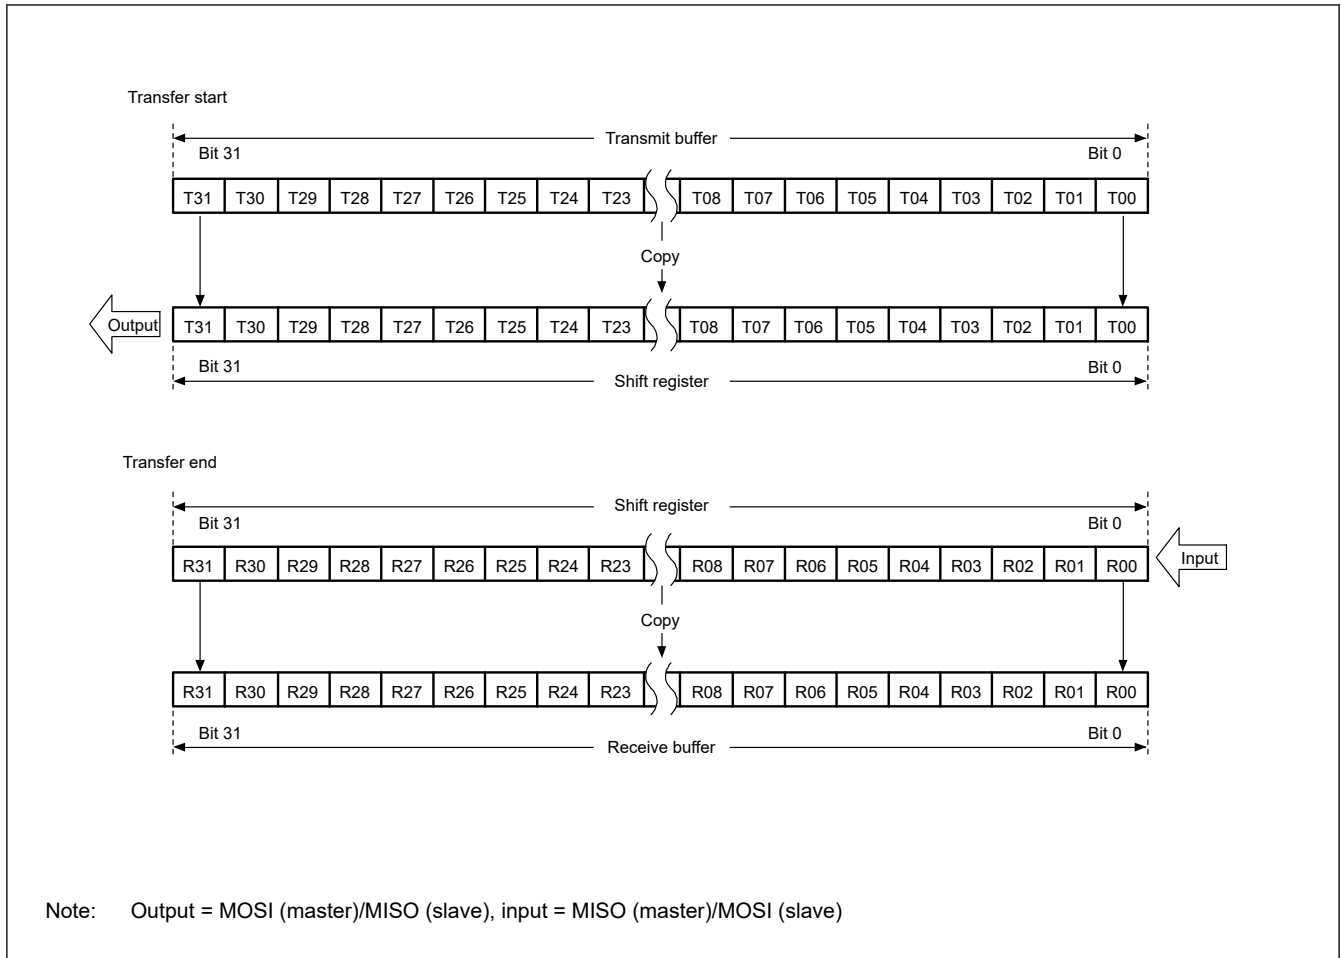 Transfer start
Transmit buffer
Bit 31 Bit 0
T31 T30 T29 T28 T27 T26 T25 T24 T23 T08 T07 T06 T05 T04 T03 T02 T01 T00
Copy
Output T31 T30 T29 T28 T27 T26 T25 T24 T23 T08 T07 T06 T05 T04 T03 T02 T01 T00
Bit 31 Bit 0
Shift register
Transfer end
Shift register
Bit 31 Bit 0
R31 R30 R29 R28 R27 R26 R25 R24 R23 R08 R07 R06 R05 R04 R03 R02 R01 R00 Input
Copy
R31 R30 R29 R28 R27 R26 R25 R24 R23 R08 R07 R06 R05 R04 R03 R02 R01 R00
Bit 31 Bit 0
Receive buffer
Note: Output = MOSI (master)/MISO (slave), input = MISO (master)/MOSI (slave)